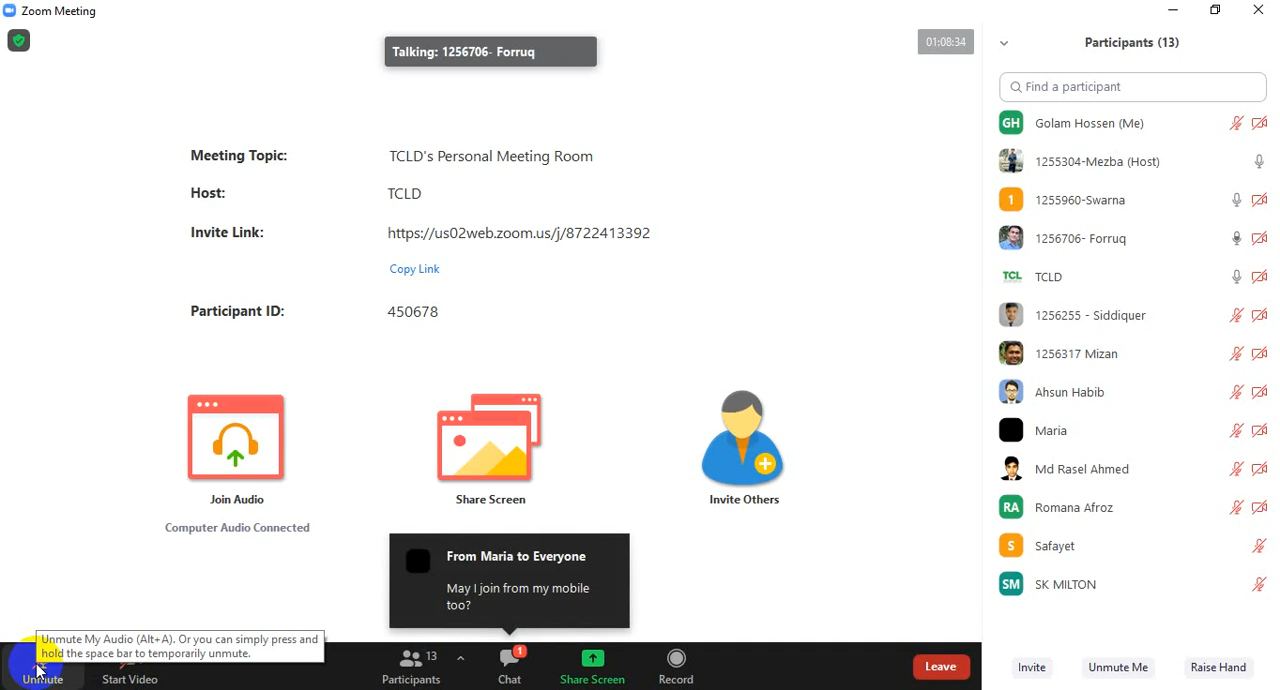 Zoom Meeting
Talking: 1256706- Forruq
01:08:34
Meeting Topic: TCLD's Personal Meeting Room
Host: TCLD
Invite Link: https://us02web.zoom.us/j/8722413392
Copy Link
Participant ID: 450678
Join Audio
Computer Audio Connected
Share Screen
Invite Others
From Maria to Everyone
May I join from my mobile
too?
Unmute My Audio (Alt+A). Or you can simply press and
hold the space bar to temporarily unmute.
Unmute
Start Video
13
Participants
1
Chat
Share Screen
Record
Leave
Participants (13)
Find a participant
GH Golam Hossen (Me)
1255304-Mezba (Host)
1 1255960-Swarna
1256706- Forruq
TCL TCLD
1256255 - Siddiquer
1256317 Mizan
Ahsun Habib
Maria
Md Rasel Ahmed
RA Romana Afroz
S Safayet
SM SK MILTON
Invite
Unmute Me
Raise Hand